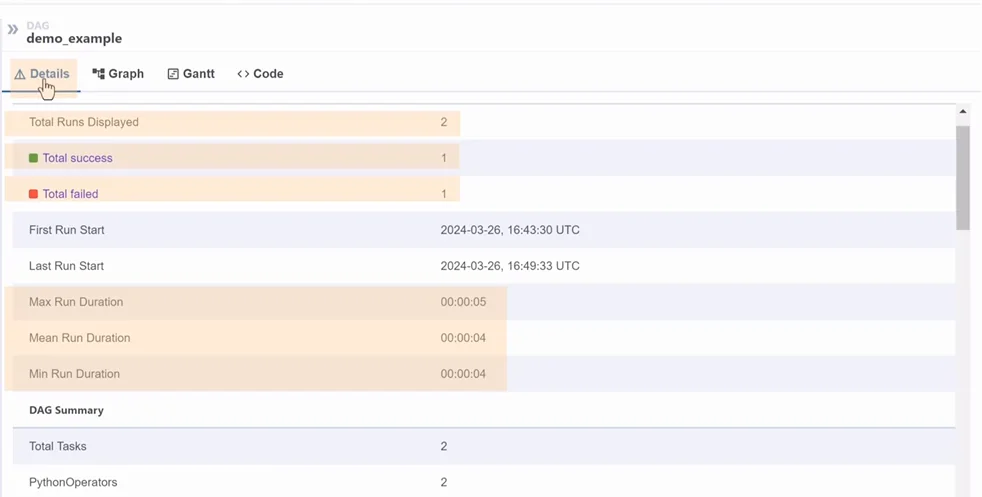 DAG
demo_example
Details Graph Gantt Code
Total Runs Displayed 2
Total success 1
Total failed 1
First Run Start 2024-03-26, 16:43:30 UTC
Last Run Start 2024-03-26, 16:49:33 UTC
Max Run Duration 00:00:05
Mean Run Duration 00:00:04
Min Run Duration 00:00:04
DAG Summary
Total Tasks 2
PythonOperators 2